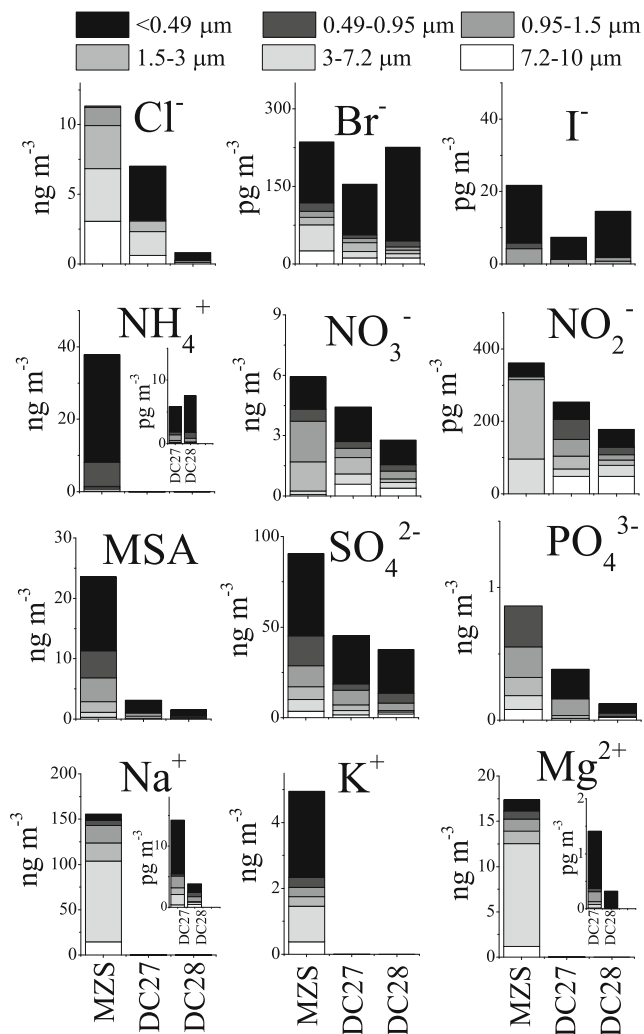 <0.49 µm 0.49-0.95 µm 0.95-1.5 µm
1.5-3 µm 3-7.2 µm 7.2-10 µm
Cl⁻
ng m⁻³
10
5
0
Br⁻
pg m⁻³
300
150
0
I⁻
pg m⁻³
40
20
0
NH₄⁺
ng m⁻³
40
20
0
pg m⁻³
10
0
DC27
DC28
NO₃⁻
ng m⁻³
9
6
3
0
NO₂⁻
pg m⁻³
400
200
0
MSA
ng m⁻³
30
20
10
0
SO₄²⁻
ng m⁻³
100
50
0
PO₄³⁻
ng m⁻³
1
0
Na⁺
ng m⁻³
200
150
100
50
0
pg m⁻³
10
0
DC27
DC28
K⁺
ng m⁻³
4
2
0
Mg²⁺
ng m⁻³
20
15
10
5
0
pg m⁻³
2
1
0
DC27
DC28
MZS DC27 DC28 MZS DC27 DC28 MZS DC27 DC28